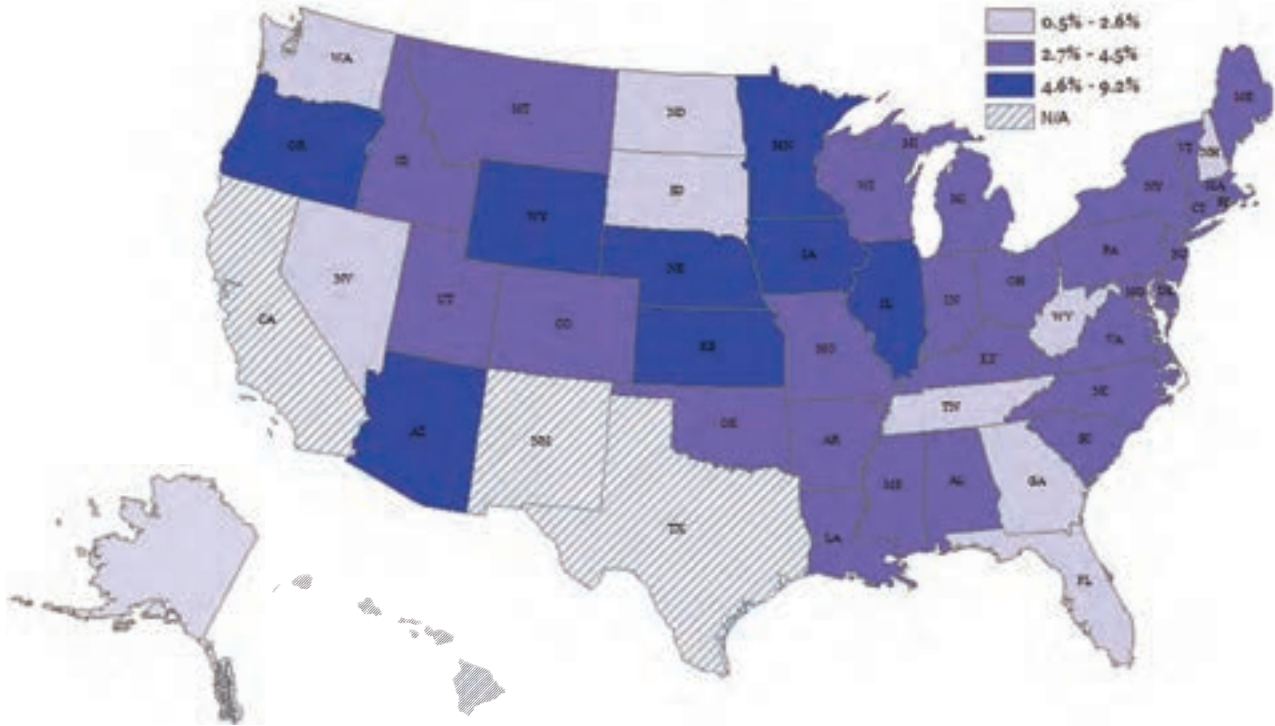 0.5% - 2.6%
2.7% - 4.5%
4.6% - 9.2%
N/A
WA
MT
ND
MN
OR
ID
SD
WY
WI
MI
MI
ME
VT
NH
NY
MA
CT
RI
NV
UT
CO
NE
IA
IL
IN
OH
PA
NJ
MD
DE
WV
VA
CA
KS
MO
KY
AZ
NM
OK
AR
TN
NC
SC
TX
LA
MS
AL
GA
FL